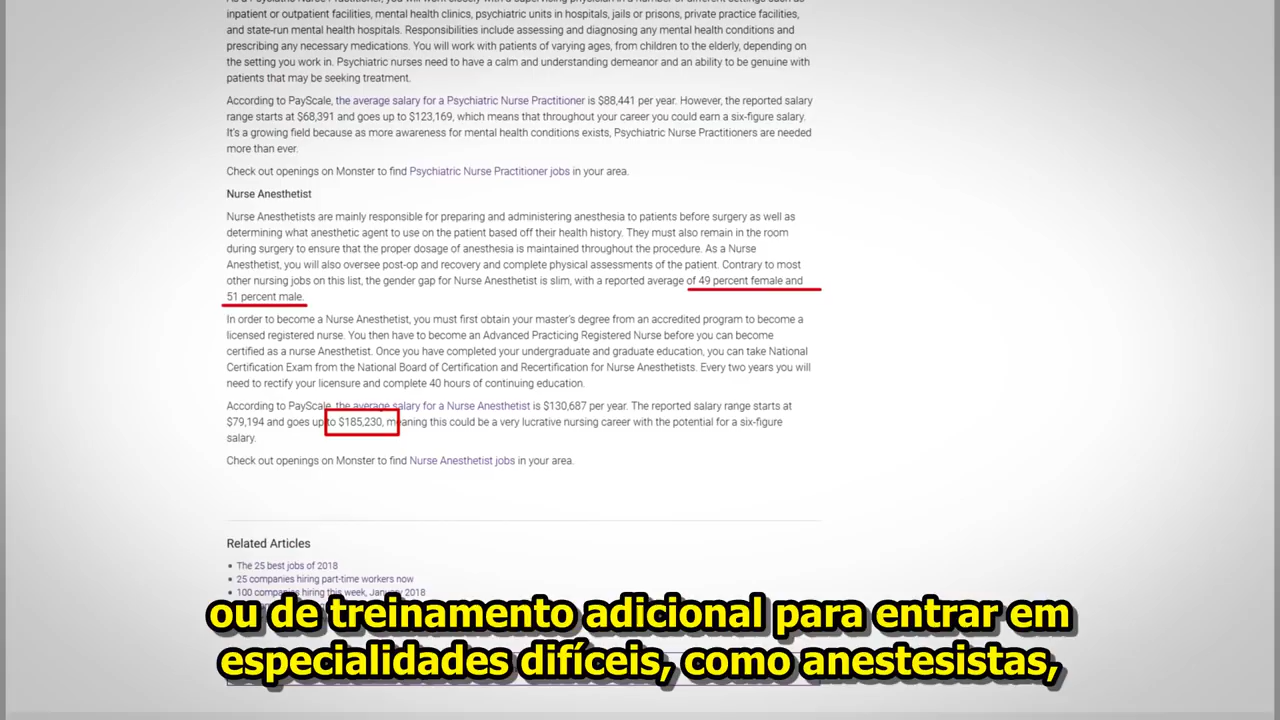 As a Psychiatric Nurse Practitioner, you will work closely with a supervising physician in a number of different settings such as
inpatient or outpatient facilities, mental health clinics, psychiatric units in hospitals, jails or prisons, private practice facilities,
and state-run mental health hospitals. Responsibilities include assessing and diagnosing any mental health conditions and
prescribing any necessary medications. You will work with patients of varying ages, from children to the elderly, depending on
the setting you work in. Psychiatric nurses need to have a calm and understanding demeanor and an ability to be genuine with
patients that may be seeking treatment.
According to PayScale, the average salary for a Psychiatric Nurse Practitioner is $88,441 per year. However, the reported salary
range starts at $68,391 and goes up to $123,169, which means that throughout your career you could earn a six-figure salary.
It's a growing field because as more awareness for mental health conditions exists, Psychiatric Nurse Practitioners are needed
more than ever.
Check out openings on Monster to find Psychiatric Nurse Practitioner jobs in your area.
Nurse Anesthetist
Nurse Anesthetists are mainly responsible for preparing and administering anesthesia to patients before surgery as well as
determining what anesthetic agent to use on the patient based off their health history. They must also remain in the room
during surgery to ensure that the proper dosage of anesthesia is maintained throughout the procedure. As a Nurse
Anesthetist, you will also oversee post-op and recovery and complete physical assessments of the patient. Contrary to most
other nursing jobs on this list, the gender gap for Nurse Anesthetist is slim, with a reported average of 49 percent female and
51 percent male.
In order to become a Nurse Anesthetist, you must first obtain your master's degree from an accredited program to become a
licensed registered nurse. You then have to become an Advanced Practicing Registered Nurse before you can become
certified as a nurse Anesthetist. Once you have completed your undergraduate and graduate education, you can take National
Certification Exam from the National Board of Certification and Recertification for Nurse Anesthetists. Every two years you will
need to rectify your licensure and complete 40 hours of continuing education.
According to PayScale, the average salary for a Nurse Anesthetist is $130,687 per year. The reported salary range starts at
$79,194 and goes up to $185,230, meaning this could be a very lucrative nursing career with the potential for a six-figure
salary.
Check out openings on Monster to find Nurse Anesthetist jobs in your area.
Related Articles
The 25 best jobs of 2018
25 companies hiring part-time workers now
100 companies hiring this week, January 2018
ou de treinamento adicional para entrar em
especialidades difíceis, como anestesistas,